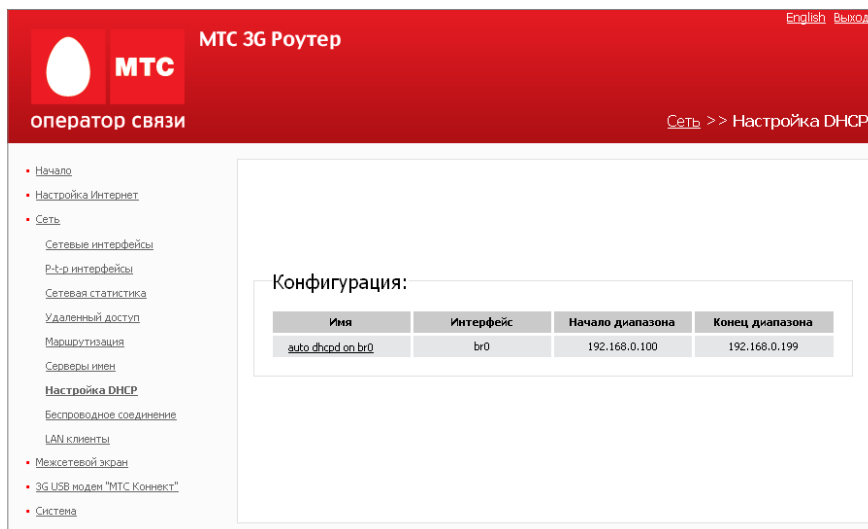 English Выход
МТС 3G Роутер
МТС
оператор связи
Сеть >> Настройка DHCP
Начало
Настройка Интернет
Сеть
Сетевые интерфейсы
P-t-p интерфейсы
Сетевая статистика
Удаленный доступ
Маршрутизация
Серверы имен
Настройка DHCP
Беспроводное соединение
LAN клиенты
Межсетевой экран
3G USB модем "МТС Коннект"
Система
Конфигурация:
Имя Интерфейс Начало диапазона Конец диапазона
auto dhcpd on br0 br0 192.168.0.100 192.168.0.199